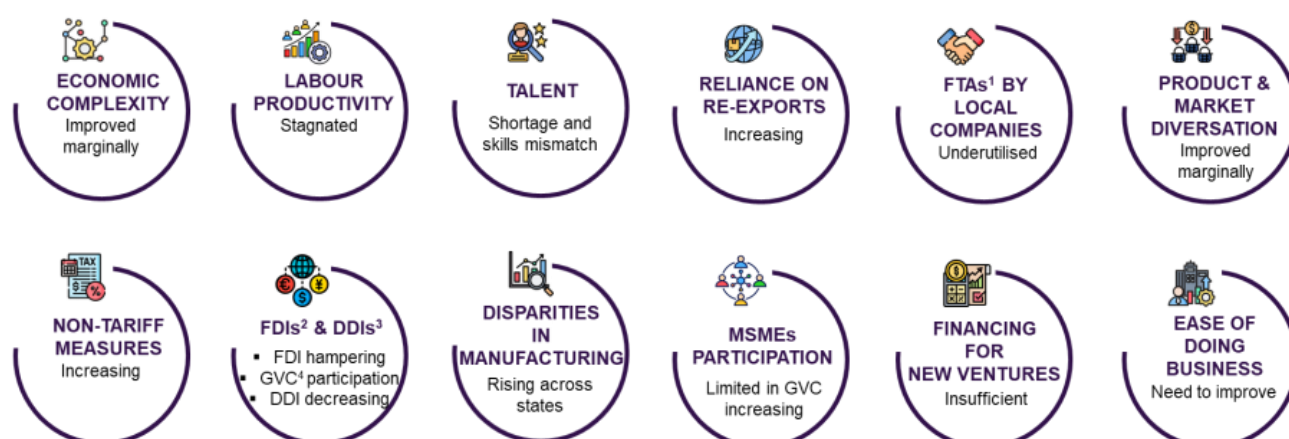 ECONOMIC
COMPLEXITY
Improved
marginally
LABOUR
PRODUCTIVITY
Stagnated
TALENT
Shortage and
skills mismatch
RELIANCE ON
RE-EXPORTS
Increasing
FTAs¹ BY
LOCAL
COMPANIES
Underutilised
PRODUCT &
MARKET
DIVERSATION
Improved
marginally
TAX
NON-TARIFF
MEASURES
Increasing
FDIs² & DDIs³
▪ FDI hampering
▪ GVC⁴ participation
▪ DDI decreasing
DISPARITIES
IN
MANUFACTURING
Rising across
states
MSMEs
PARTICIPATION
Limited in GVC
increasing
FINANCING
FOR
NEW VENTURES
Insufficient
EASE OF
DOING
BUSINESS
Need to improve